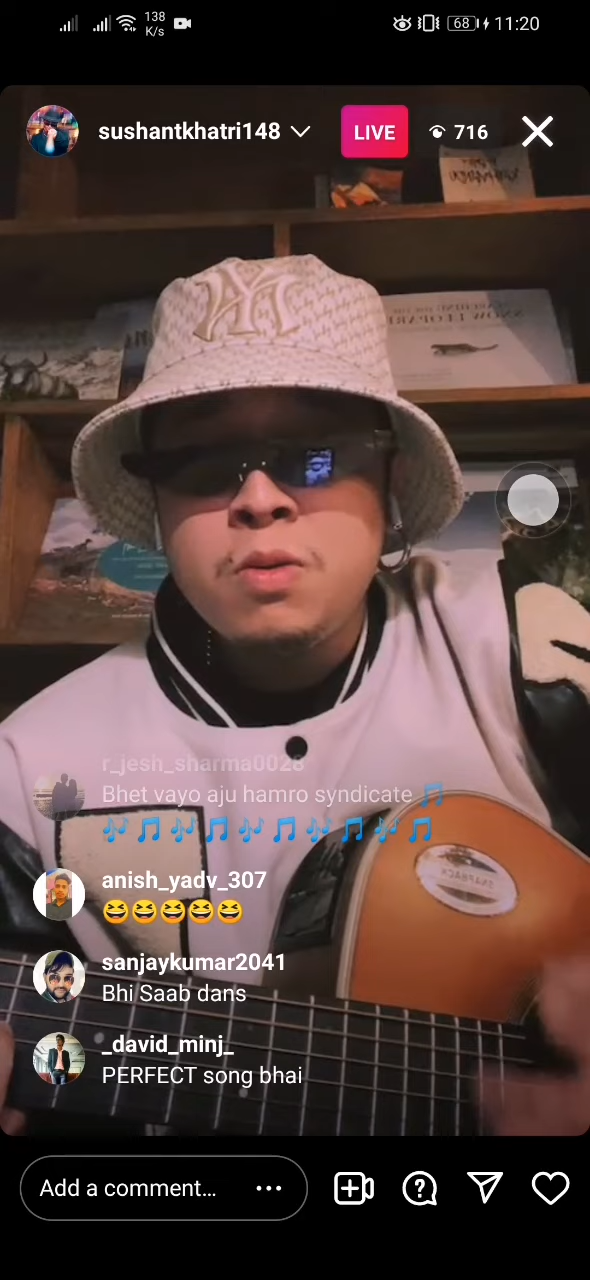 138
K/s
68
11:20
sushantkhatri148
LIVE
716
r_jesh_sharma0028
Bhet vayo aju hamro syndicate 🎵
🎶🎵🎶🎵🎶🎵🎶🎵🎶🎵
anish_yadv_307
😆😆😆😆😆
sanjaykumar2041
Bhi Saab dans
_david_minj_
PERFECT song bhai
Add a comment...